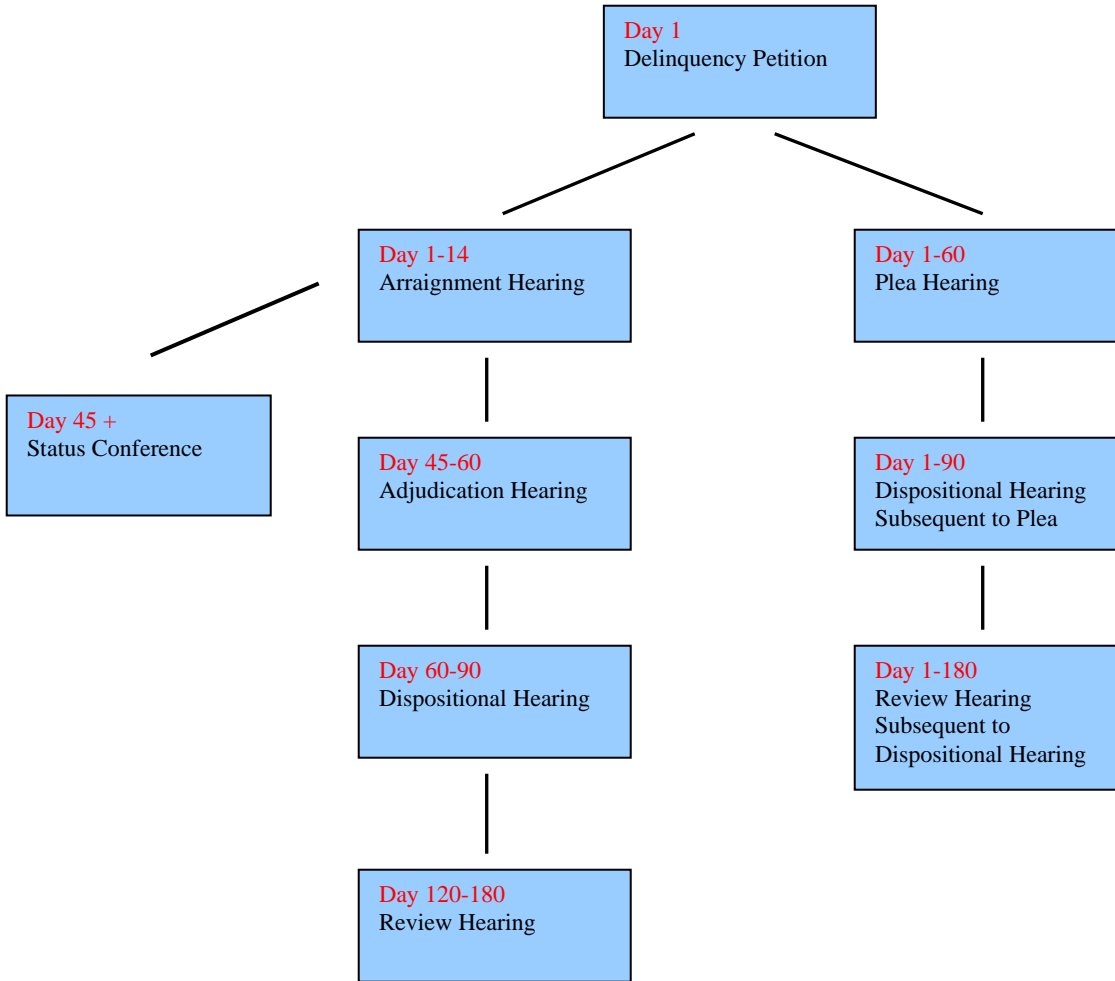 Day 1
Delinquency Petition
Day 1-14
Arraignment Hearing
Day 1-60
Plea Hearing
Day 45 +
Status Conference
Day 45-60
Adjudication Hearing
Day 1-90
Dispositional Hearing
Subsequent to Plea
Day 60-90
Dispositional Hearing
Day 1-180
Review Hearing
Subsequent to
Dispositional Hearing
Day 120-180
Review Hearing